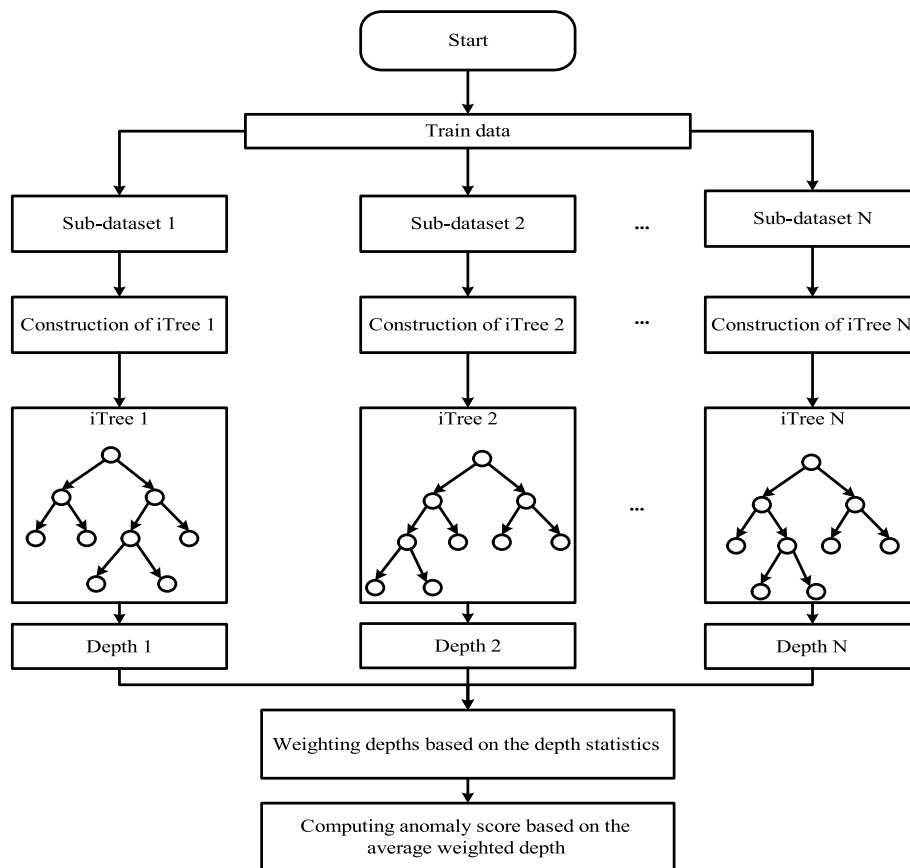 Start
Train data
Sub-dataset 1
Sub-dataset 2
...
Sub-dataset N
Construction of iTree 1
Construction of iTree 2
...
Construction of iTree N
iTree 1
iTree 2
iTree N
...
Depth 1
Depth 2
Depth N
Weighting depths based on the depth statistics
Computing anomaly score based on the
average weighted depth